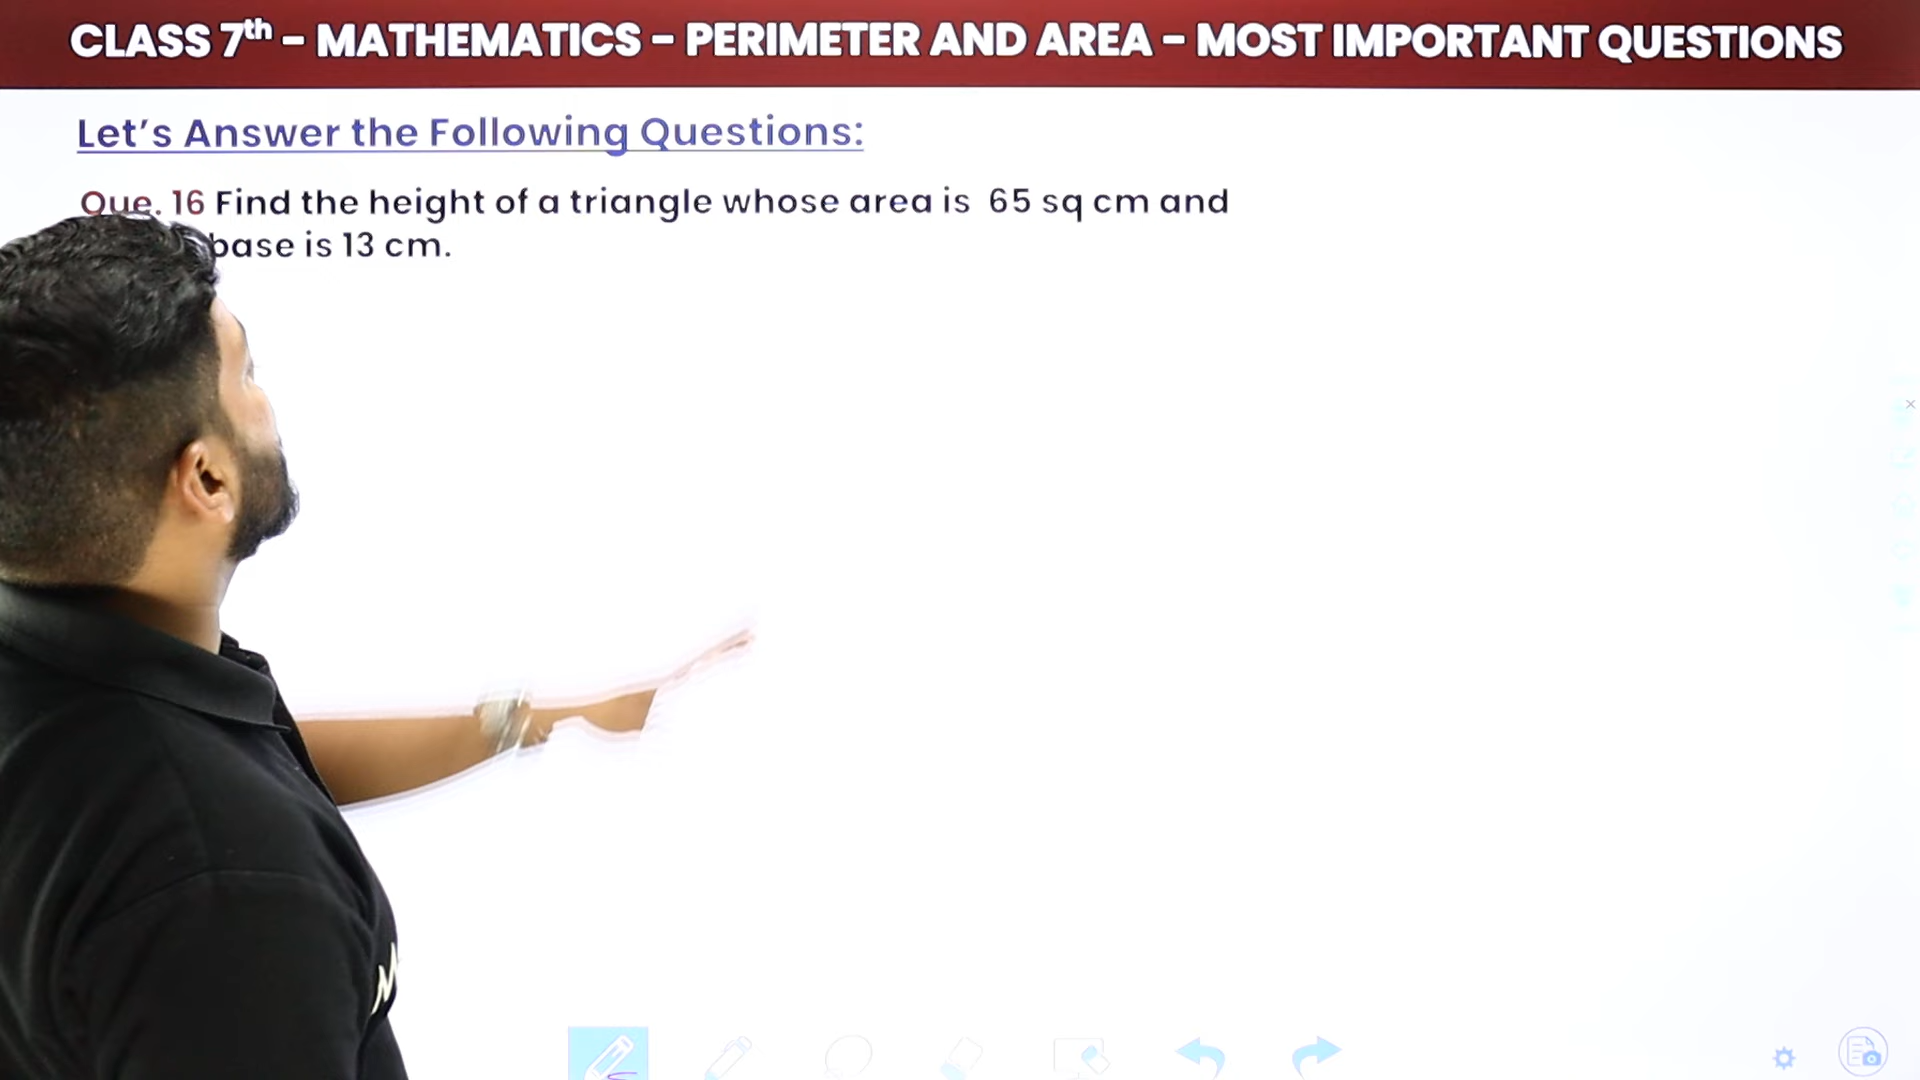 CLASS 7th - MATHEMATICS - PERIMETER AND AREA - MOST IMPORTANT QUESTIONS
Let's Answer the Following Questions:
Que. 16 Find the height of a triangle whose area is 65 sq cm and
base is 13 cm.